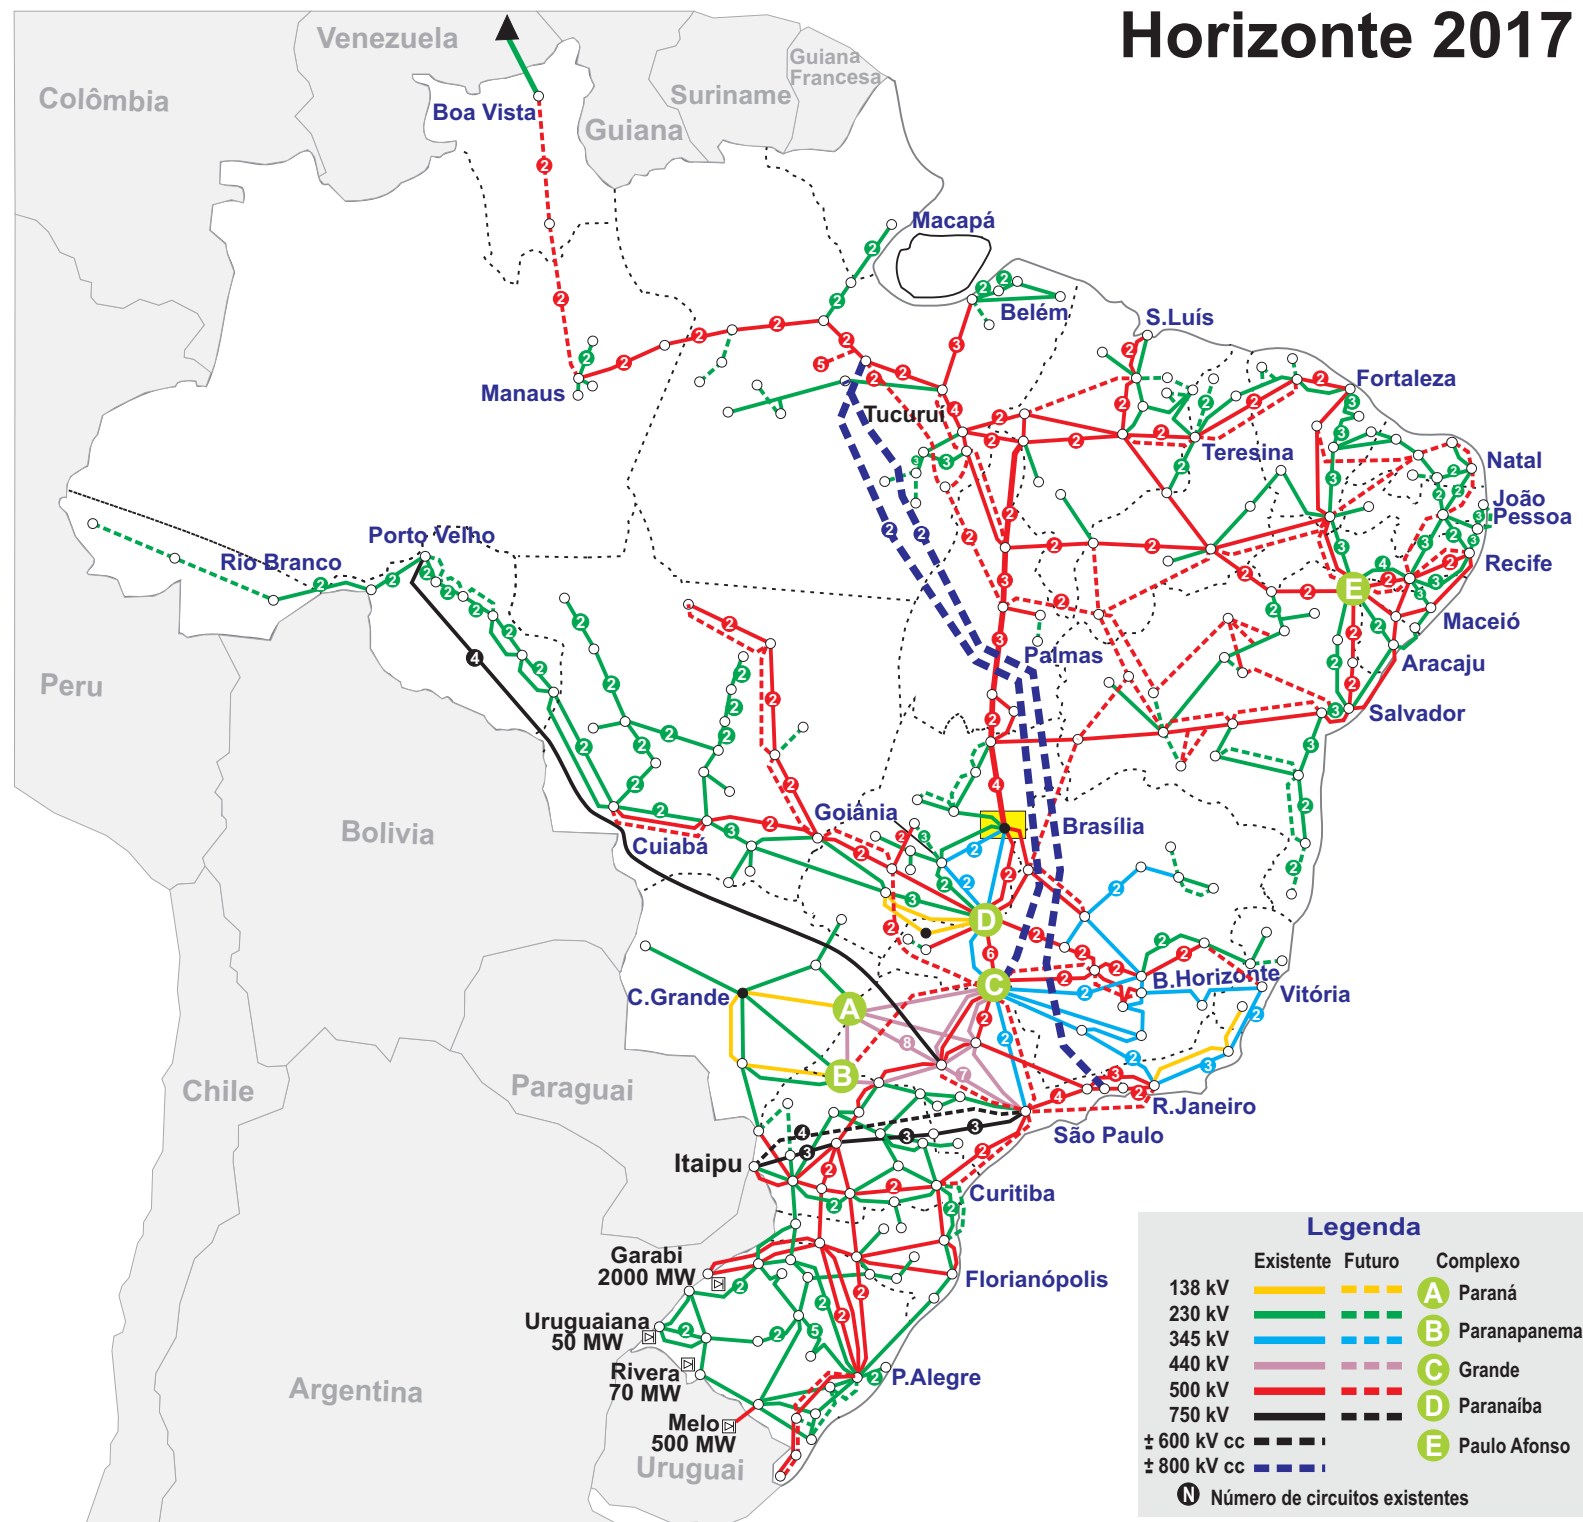 Horizonte 2017
Venezuela
Colômbia
Guiana
Francesa
Suriname
Guiana
Boa Vista
Macapá
Belém
S.Luís
Manaus
Fortaleza
Tucuruí
Teresina
Natal
João
Pessoa
Porto Velho
Rio Branco
Recife
Maceió
Palmas
Aracaju
Peru
Salvador
Goiânia
Brasília
Bolivia
Cuiabá
C.Grande
B.Horizonte
Vitória
Chile
Paraguai
R.Janeiro
São Paulo
Itaipu
Curitiba
Garabi
2000 MW
Florianópolis
Uruguaiana
50 MW
Rivera
70 MW
P.Alegre
Argentina
Melo
500 MW
Uruguai
A
B
C
D
E
Legenda
Existente Futuro Complexo
138 kV A Paraná
230 kV
345 kV B Paranapanema
440 kV C Grande
500 kV D Paranaíba
750 kV
± 600 kV cc E Paulo Afonso
± 800 kV cc
N Número de circuitos existentes